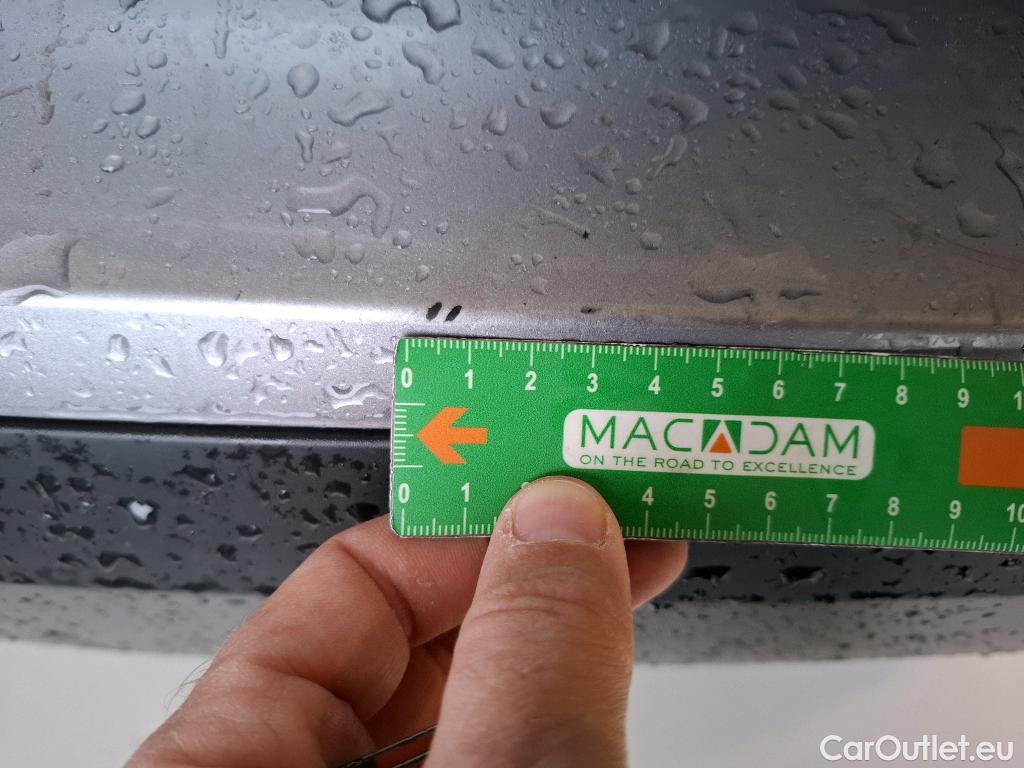 0 1 2 3 4 5 6 7 8 9
MACADAM
ON THE ROAD TO EXCELLENCE
0 1 4 5 6 7 8 9 10
CarOutlet.eu